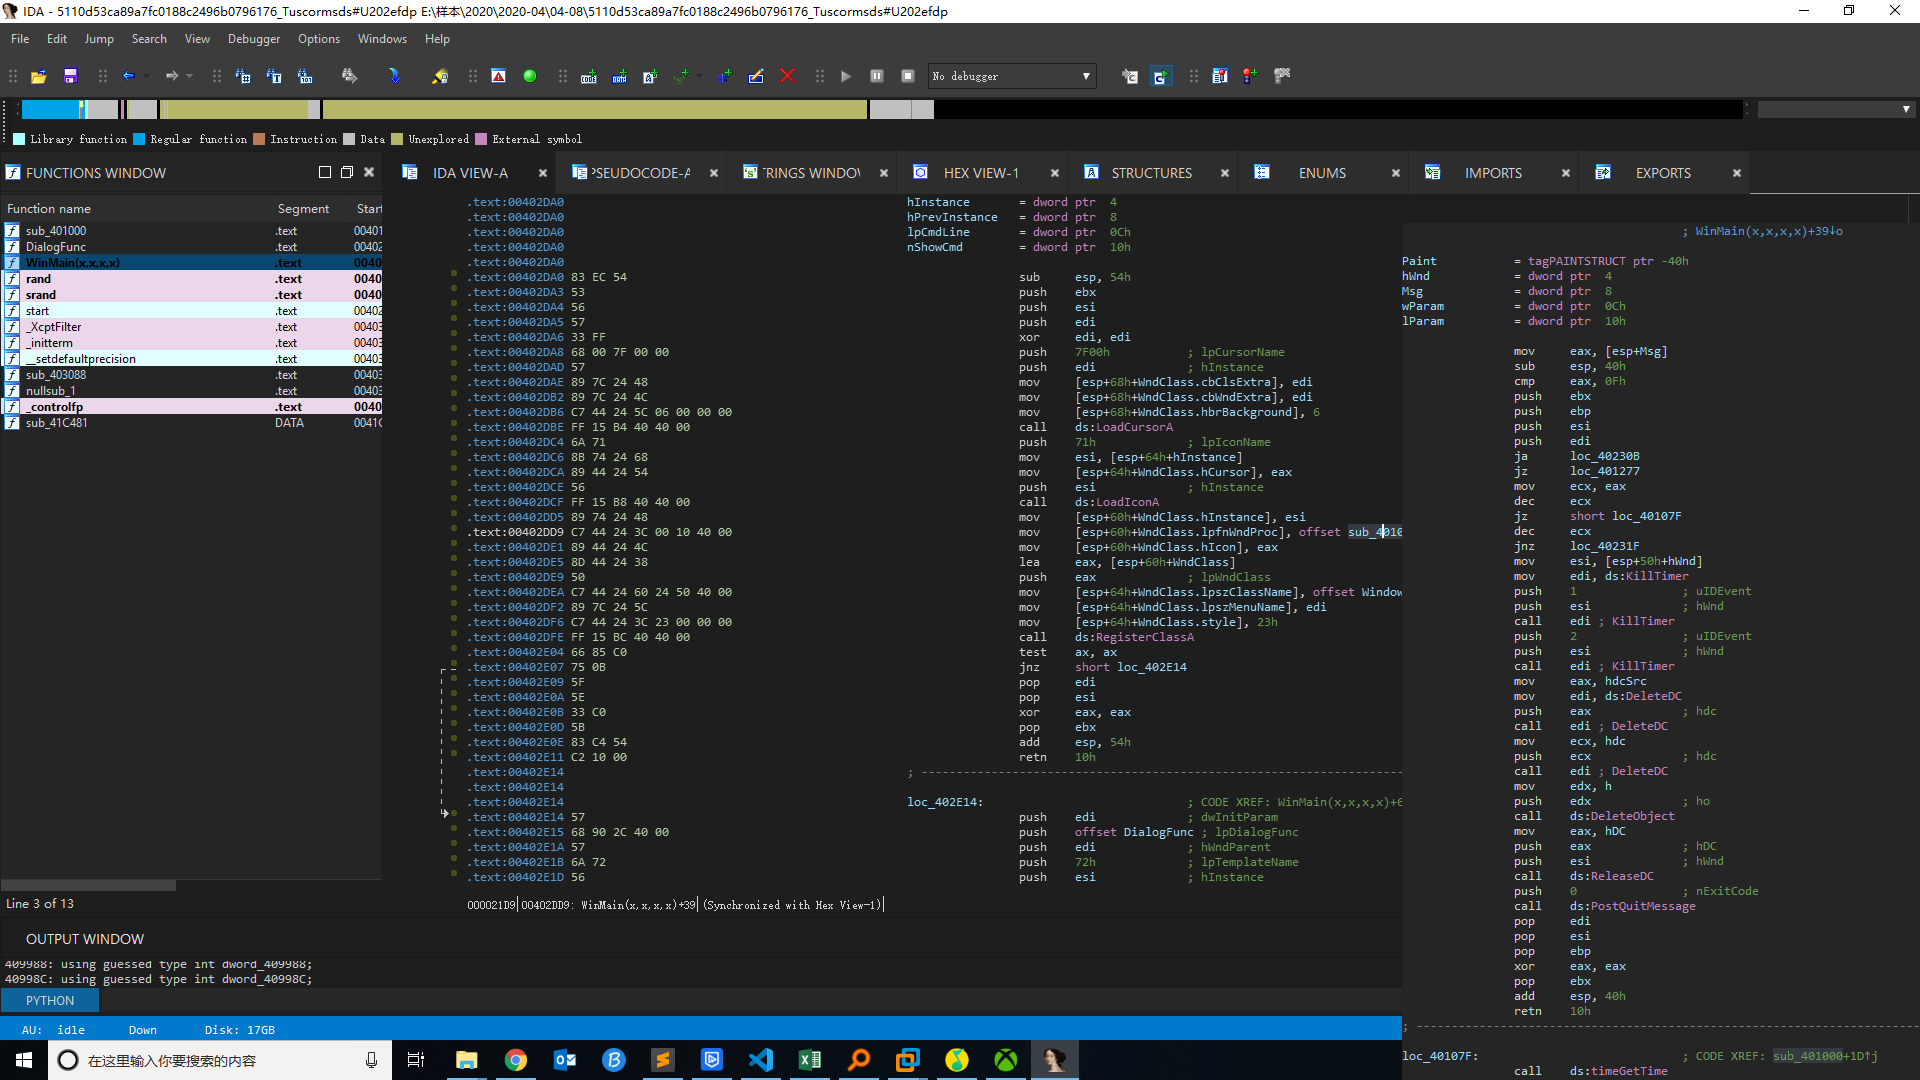 IDA - 5110d53ca89a7fc0188c2496b0796176_Tuscormsds#U202efdp E:\样本\2020\2020-04\04-08\5110d53ca89a7fc0188c2496b0796176_Tuscormsds#U202efdp
File Edit Jump Search View Debugger Options Windows Help
No debugger
Library function Regular function Instruction Data Unexplored External symbol
FUNCTIONS WINDOW
Function name Segment Start
sub_401000 .text 00401
DialogFunc .text 00402
WinMain(x,x,x,x) .text 0040
rand .text 0040
srand .text 0040
start .text 00402
_XcptFilter .text 00403
_initterm .text 00403
__setdefaultprecision .text 00403
sub_403088 .text 00403
nullsub_1 .text 00403
_controlfp .text 0040
sub_41C481 DATA 0041C
Line 3 of 13
IDA VIEW-A PSEUDOCODE-A TRINGS WINDOW HEX VIEW-1 STRUCTURES ENUMS IMPORTS EXPORTS
.text:00402DA0 hInstance = dword ptr 4
.text:00402DA0 hPrevInstance = dword ptr 8
.text:00402DA0 lpCmdLine = dword ptr 0Ch
.text:00402DA0 nShowCmd = dword ptr 10h
.text:00402DA0
.text:00402DA0 83 EC 54 sub esp, 54h
.text:00402DA3 53 push ebx
.text:00402DA4 56 push esi
.text:00402DA5 57 push edi
.text:00402DA6 33 FF xor edi, edi
.text:00402DA8 68 00 7F 00 00 push 7F00h ; lpCursorName
.text:00402DAD 57 push edi ; hInstance
.text:00402DAE 89 7C 24 48 mov [esp+68h+WndClass.cbClsExtra], edi
.text:00402DB2 89 7C 24 4C mov [esp+68h+WndClass.cbWndExtra], edi
.text:00402DB6 C7 44 24 5C 06 00 00 00 mov [esp+68h+WndClass.hbrBackground], 6
.text:00402DBE FF 15 B4 40 40 00 call ds:LoadCursorA
.text:00402DC4 6A 71 push 71h ; lpIconName
.text:00402DC6 8B 74 24 68 mov esi, [esp+64h+hInstance]
.text:00402DCA 89 44 24 54 mov [esp+64h+WndClass.hCursor], eax
.text:00402DCE 56 push esi ; hInstance
.text:00402DCF FF 15 B8 40 40 00 call ds:LoadIconA
.text:00402DD5 89 74 24 48 mov [esp+60h+WndClass.hInstance], esi
.text:00402DD9 C7 44 24 3C 00 10 40 00 mov [esp+60h+WndClass.lpfnWndProc], offset sub_4010
.text:00402DE1 89 44 24 4C mov [esp+60h+WndClass.hIcon], eax
.text:00402DE5 8D 44 24 38 lea eax, [esp+60h+WndClass]
.text:00402DE9 50 push eax ; lpWndClass
.text:00402DEA C7 44 24 60 24 50 40 00 mov [esp+64h+WndClass.lpszClassName], offset Window
.text:00402DF2 89 7C 24 5C mov [esp+64h+WndClass.lpszMenuName], edi
.text:00402DF6 C7 44 24 3C 23 00 00 00 mov [esp+64h+WndClass.style], 23h
.text:00402DFE FF 15 BC 40 40 00 call ds:RegisterClassA
.text:00402E04 66 85 C0 test ax, ax
.text:00402E07 75 0B jnz short loc_402E14
.text:00402E09 5F pop edi
.text:00402E0A 5E pop esi
.text:00402E0B 33 C0 xor eax, eax
.text:00402E0D 5B pop ebx
.text:00402E0E 83 C4 54 add esp, 54h
.text:00402E11 C2 10 00 retn 10h
.text:00402E14 ; ---------------------------------------------------------------------
.text:00402E14
.text:00402E14 loc_402E14: ; CODE XREF: WinMain(x,x,x,x)+6
.text:00402E14 57 push edi ; dwInitParam
.text:00402E15 68 90 2C 40 00 push offset DialogFunc ; lpDialogFunc
.text:00402E1A 57 push edi ; hWndParent
.text:00402E1B 6A 72 push 72h ; lpTemplateName
.text:00402E1D 56 push esi ; hInstance
000021D9 00402DD9: WinMain(x,x,x,x)+39 (Synchronized with Hex View-1)
; WinMain(x,x,x,x)+39↓o
Paint = tagPAINTSTRUCT ptr -40h
hWnd = dword ptr 4
Msg = dword ptr 8
wParam = dword ptr 0Ch
lParam = dword ptr 10h
mov eax, [esp+Msg]
sub esp, 40h
cmp eax, 0Fh
push ebx
push ebp
push esi
push edi
ja loc_40230B
jz loc_401277
mov ecx, eax
dec ecx
jz short loc_40107F
dec ecx
jnz loc_40231F
mov esi, [esp+50h+hWnd]
mov edi, ds:KillTimer
push 1 ; uIDEvent
push esi ; hWnd
call edi ; KillTimer
push 2 ; uIDEvent
push esi ; hWnd
call edi ; KillTimer
mov eax, hdcSrc
mov edi, ds:DeleteDC
push eax ; hdc
call edi ; DeleteDC
mov ecx, hdc
push ecx ; hdc
call edi ; DeleteDC
mov edx, h
push edx ; ho
call ds:DeleteObject
mov eax, hDC
push eax ; hDC
push esi ; hWnd
call ds:ReleaseDC
push 0 ; nExitCode
call ds:PostQuitMessage
pop edi
pop esi
pop ebp
xor eax, eax
pop ebx
add esp, 40h
retn 10h
; ------------------------------------------------------------------------
loc_40107F: ; CODE XREF: sub_401000+1D↑j
call ds:timeGetTime
OUTPUT WINDOW
409988: using guessed type int dword_409988;
40998C: using guessed type int dword_40998C;
PYTHON
AU: idle Down Disk: 17GB
在这里输入你要搜索的内容